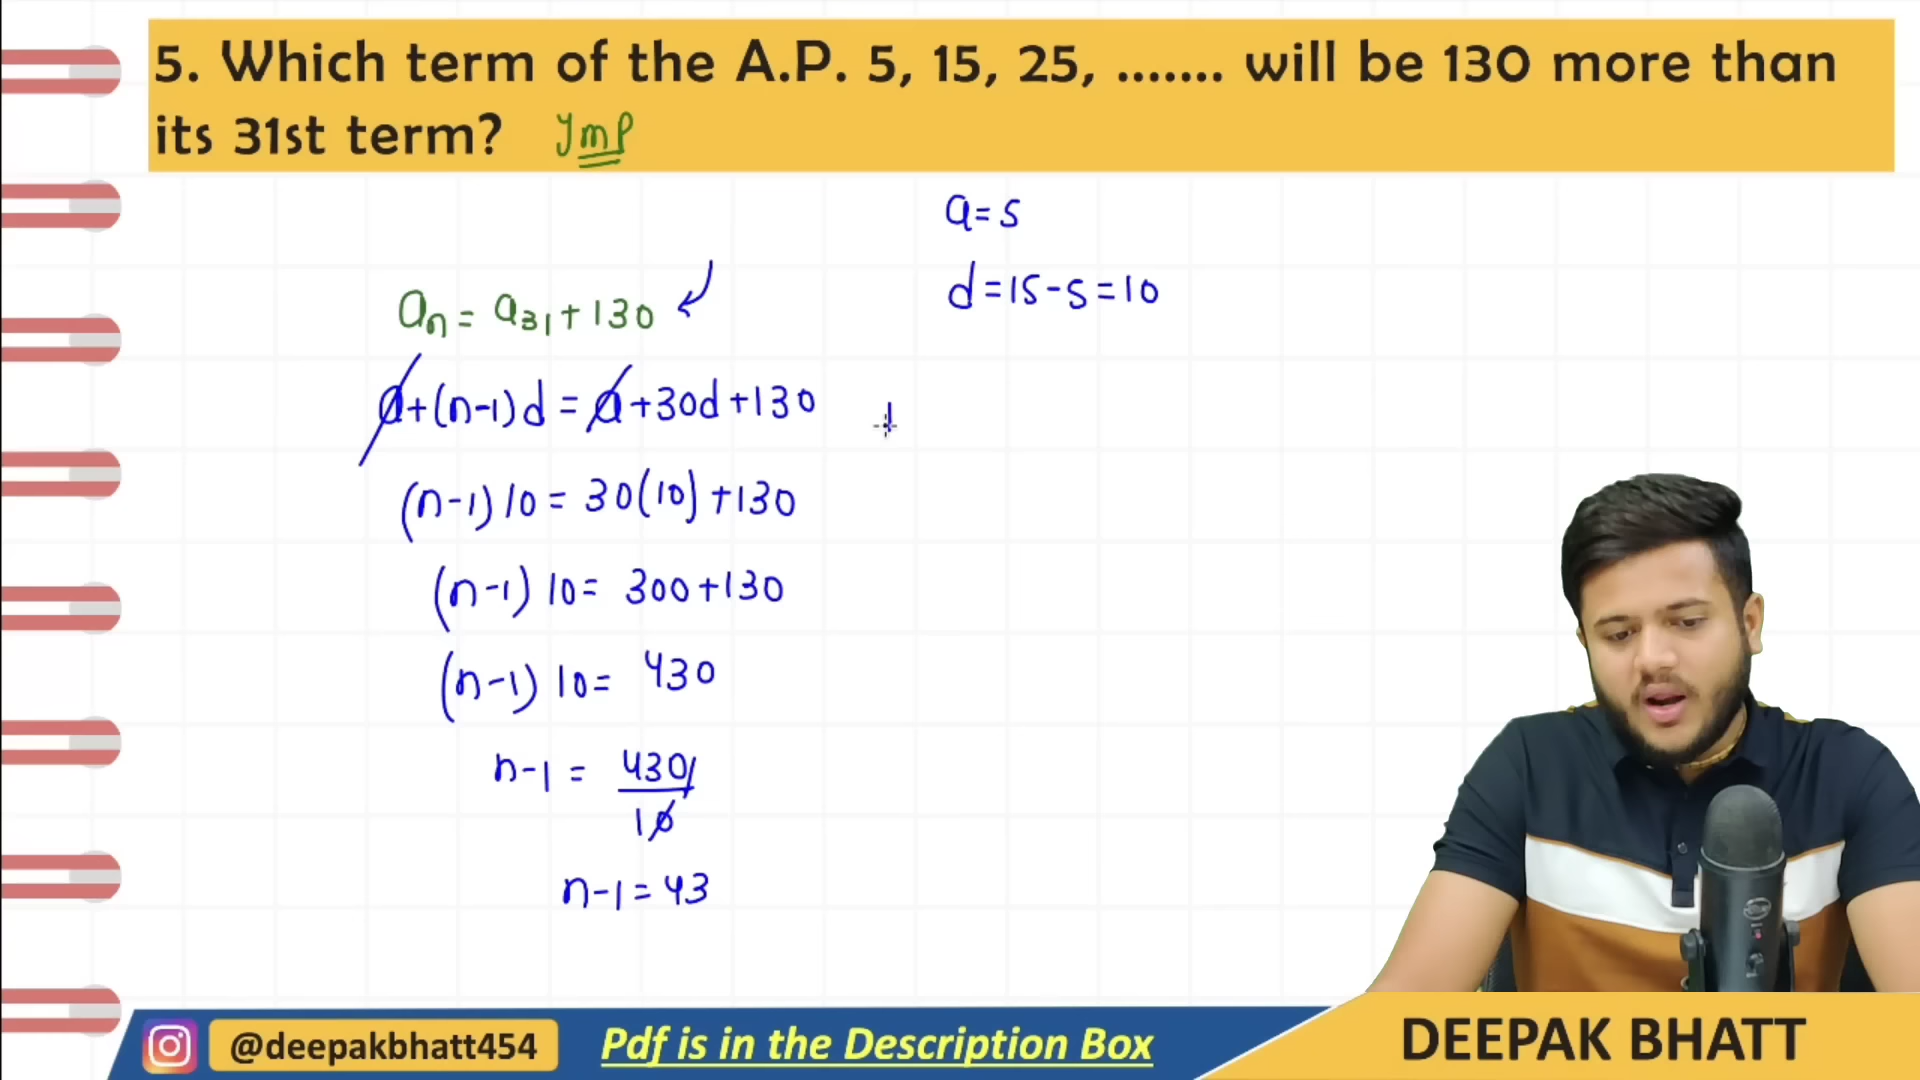 5. Which term of the A.P. 5, 15, 25, ....... will be 130 more than
its 31st term? Imp
a=5
d=15-5=10
aₙ = a₃₁+130
a+(n-1)d = a+30d+130
(n-1)10= 30(10)+130
(n-1) 10= 300+130
(n-1) 10= 430
n-1 = 430/10
n-1=43
@deepakbhatt454
Pdf is in the Description Box
DEEPAK BHATT